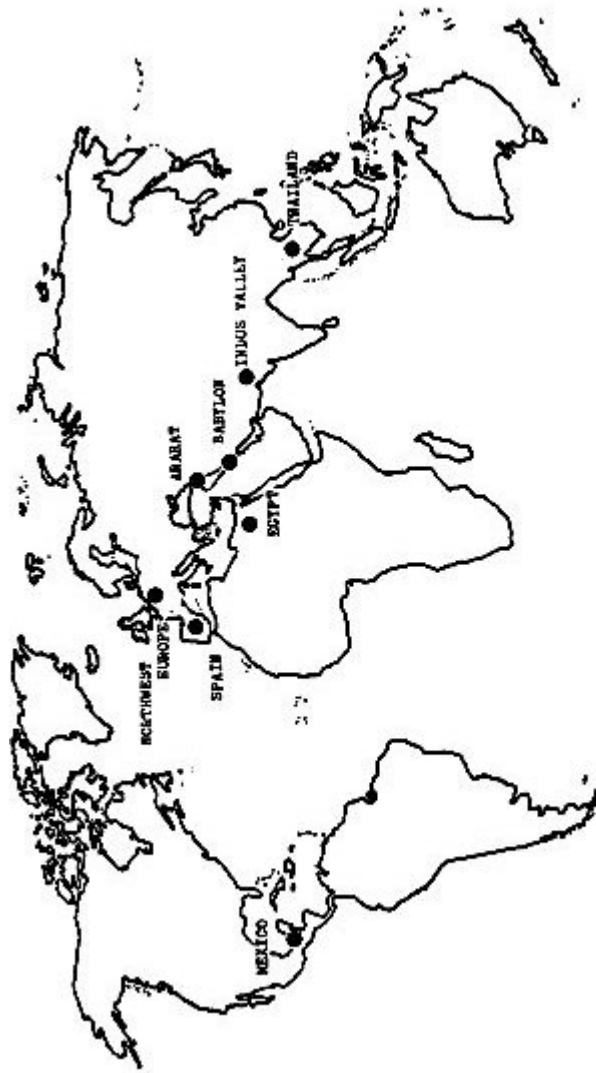 NORTHWEST
EUROPE
SPAIN
ARARAT
BABYLON
EGYPT
INDUS VALLEY
THAILAND
MEXICO